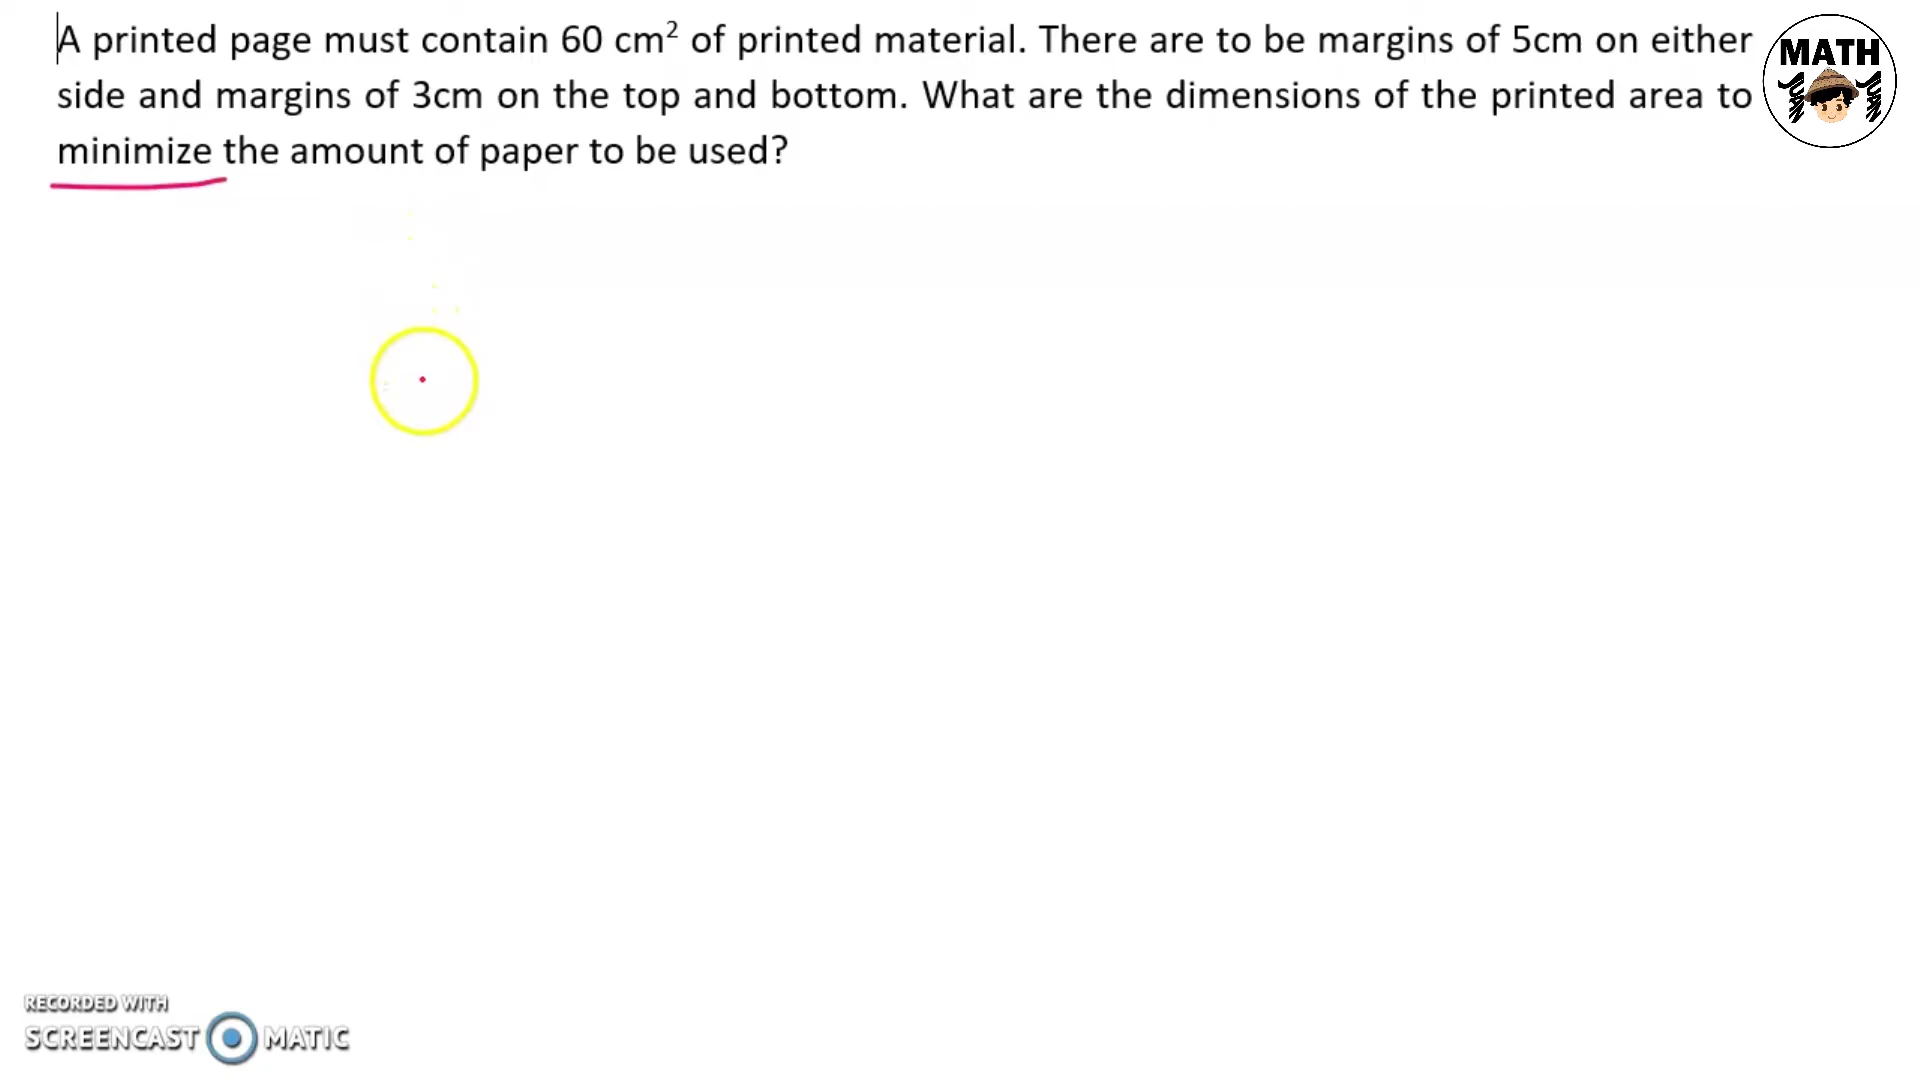 A printed page must contain 60 cm² of printed material. There are to be margins of 5cm on either
side and margins of 3cm on the top and bottom. What are the dimensions of the printed area to
minimize the amount of paper to be used?
MATH
JUAN JUAN
RECORDED WITH
SCREENCAST MATIC